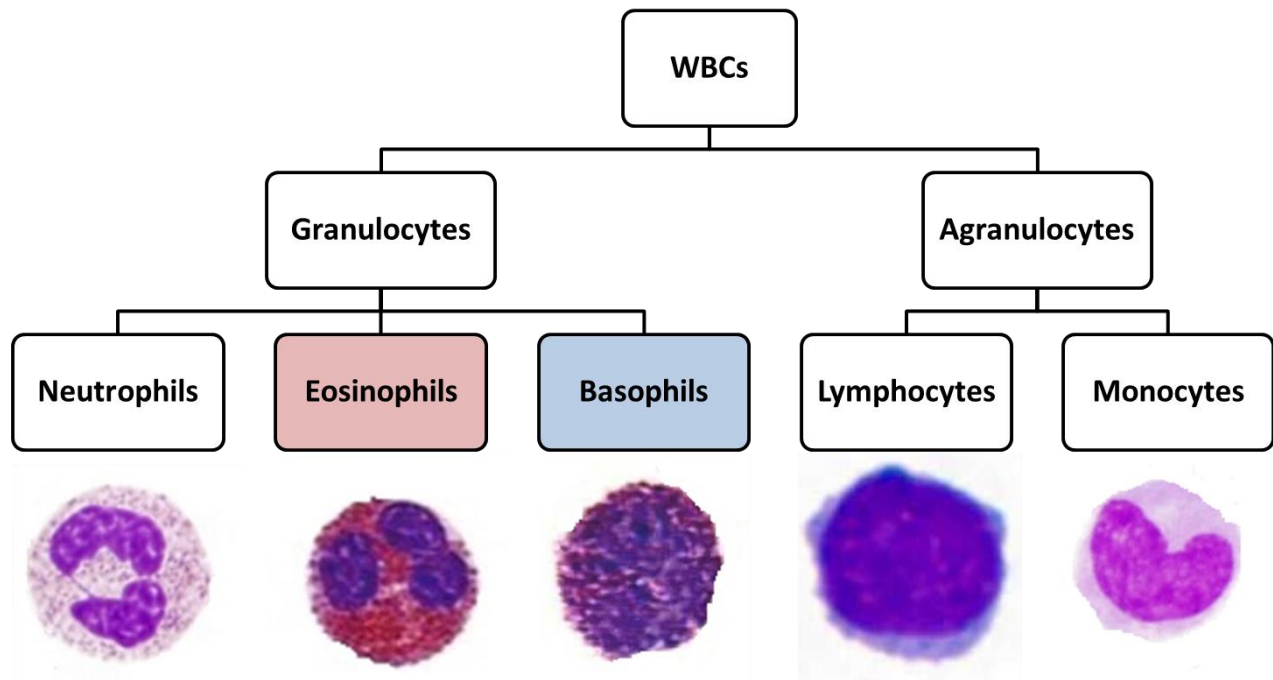 WBCs
Granulocytes
Agranulocytes
Neutrophils
Eosinophils
Basophils
Lymphocytes
Monocytes